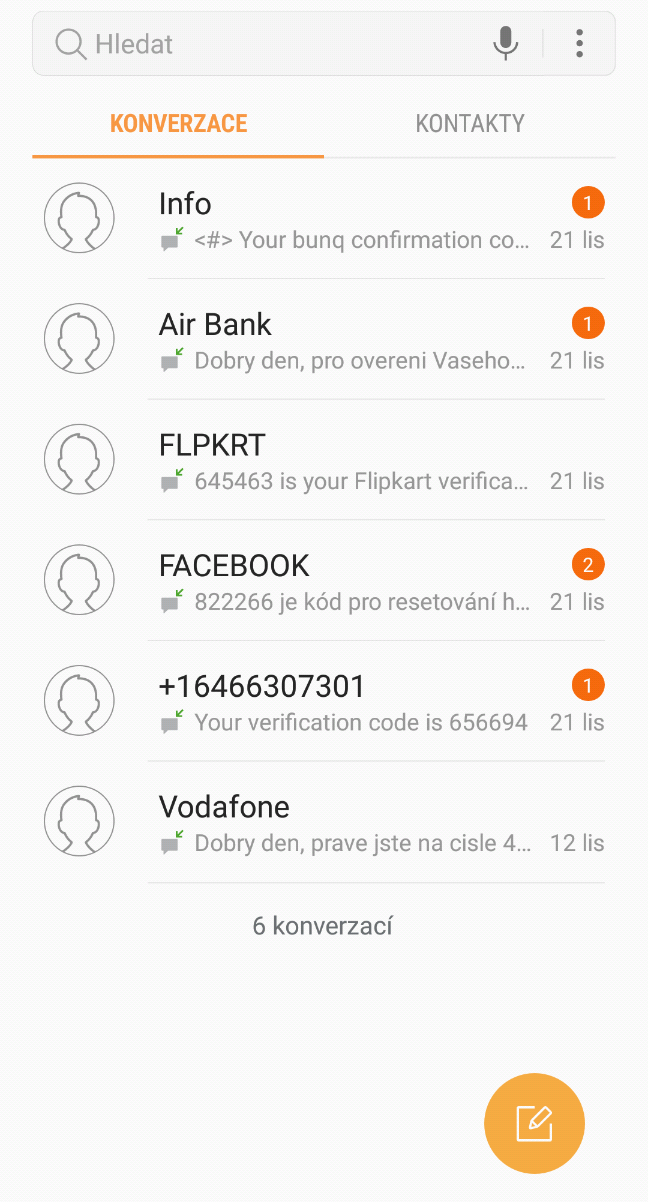 Hledat
KONVERZACE KONTAKTY
Info 1
<#> Your bunq confirmation co... 21 lis
Air Bank 1
Dobry den, pro overeni Vaseho... 21 lis
FLPKRT
645463 is your Flipkart verifica... 21 lis
FACEBOOK 2
822266 je kód pro resetování h... 21 lis
+16466307301 1
Your verification code is 656694 21 lis
Vodafone
Dobry den, prave jste na cisle 4... 12 lis
6 konverzací